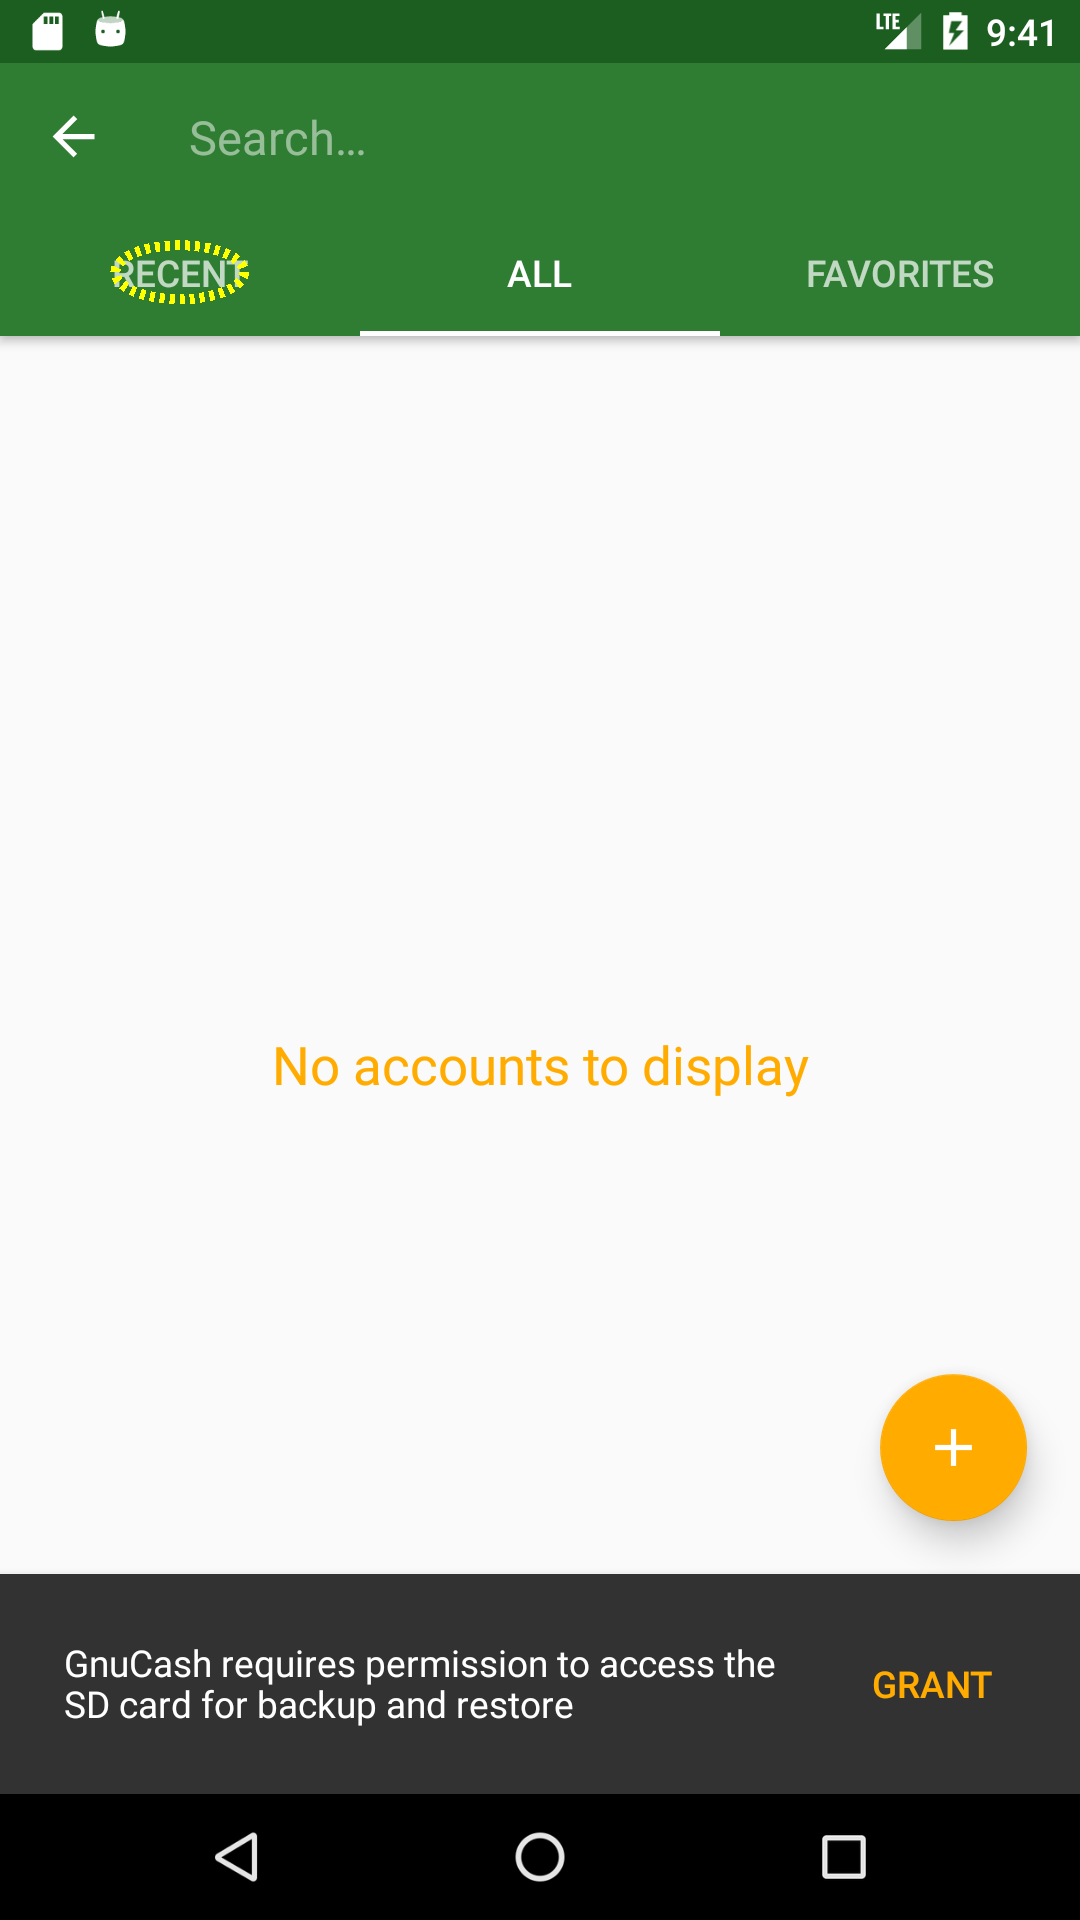 LTE 9:41
Search...
RECENT ALL FAVORITES
No accounts to display
GnuCash requires permission to access the
SD card for backup and restore
GRANT